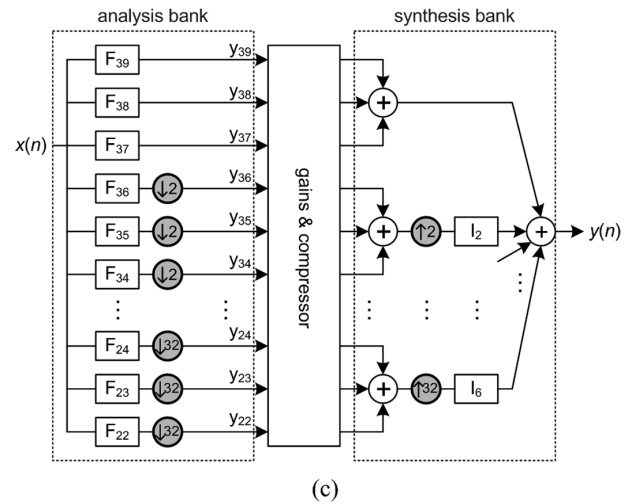 analysis bank synthesis bank
F39 y39
F38 y38
x(n) F37 y37
F36 ↓2 y36
F35 ↓2 y35 ↑2 I2 y(n)
F34 ↓2 y34
gains & compressor
F24 ↓32 y24
F23 ↓32 y23 ↑32 I6
F22 ↓32 y22
(c)